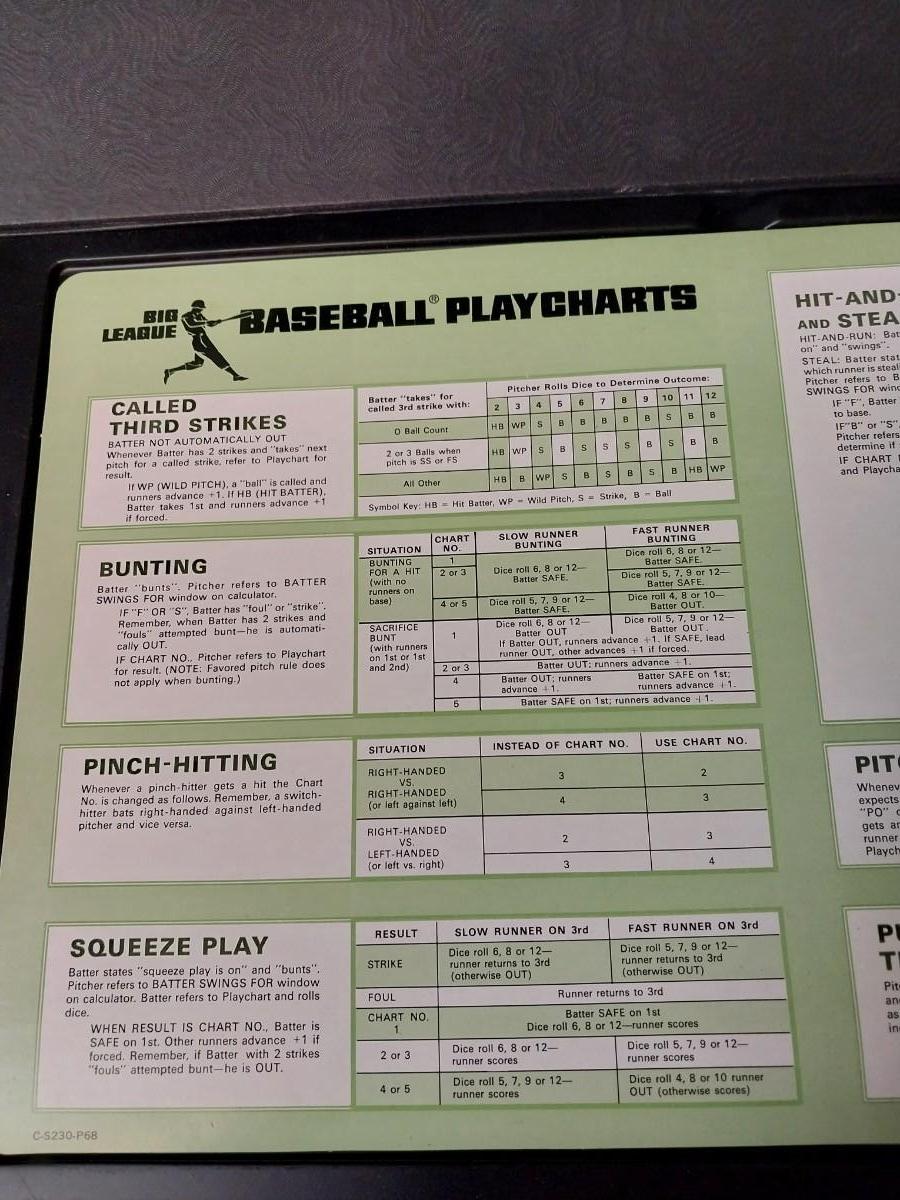 BIG
LEAGUE
BASEBALL® PLAYCHARTS
CALLED
THIRD STRIKES
BATTER NOT AUTOMATICALLY OUT
Whenever Batter has 2 strikes and "takes" next
pitch for a called strike, refer to Playchart for
result.
If WP (WILD PITCH), a "ball" is called and
runners advance +1. If HB (HIT BATTER),
Batter takes 1st and runners advance +1
if forced.
Batter "takes" for
called 3rd strike with:
Pitcher Rolls Dice to Determine Outcome:
2 3 4 5 6 7 8 9 10 11 12
0 Ball Count HB WP S B B B B B S B B
2 or 3 Balls when
pitch is SS or FS
HB WP S B S S S B S B B
All Other HB B WP S B S B S B HB WP
Symbol Key: HB = Hit Batter, WP = Wild Pitch, S = Strike, B = Ball
BUNTING
Batter "bunts". Pitcher refers to BATTER
SWINGS FOR window on calculator.
IF "F" OR "S", Batter has "foul" or "strike".
Remember, when Batter has 2 strikes and
"fouls" attempted bunt—he is automati-
cally OUT.
IF CHART NO., Pitcher refers to Playchart
for result. (NOTE: Favored pitch rule does
not apply when bunting.)
SITUATION
CHART
NO.
SLOW RUNNER
BUNTING
FAST RUNNER
BUNTING
BUNTING
FOR A HIT
(with no
runners on
base)
1
2 or 3
Dice roll 6, 8 or 12—
Batter SAFE.
Dice roll 6, 8 or 12—
Batter SAFE.
Dice roll 5, 7, 9 or 12—
Batter SAFE.
4 or 5
Dice roll 5, 7, 9 or 12—
Batter SAFE.
Dice roll 4, 8 or 10—
Batter OUT.
SACRIFICE
BUNT
(with runners
on 1st or 1st
and 2nd)
1
Dice roll 6, 8 or 12—
Batter OUT
Dice roll 5, 7, 9 or 12—
Batter OUT.
If Batter OUT, runners advance +1. If SAFE, lead
runner OUT, other advances +1 if forced.
2 or 3
Batter OUT; runners advance +1.
4
Batter OUT; runners
advance +1.
Batter SAFE on 1st;
runners advance +1.
5
Batter SAFE on 1st; runners advance +1.
PINCH-HITTING
Whenever a pinch-hitter gets a hit the Chart
No. is changed as follows. Remember, a switch-
hitter bats right-handed against left-handed
pitcher and vice versa.
SITUATION INSTEAD OF CHART NO. USE CHART NO.
RIGHT-HANDED
VS.
RIGHT-HANDED
(or left against left)
3 2
4 3
RIGHT-HANDED
VS.
LEFT-HANDED
(or left vs. right)
2 3
3 4
SQUEEZE PLAY
Batter states "squeeze play is on" and "bunts".
Pitcher refers to BATTER SWINGS FOR window
on calculator. Batter refers to Playchart and rolls
dice.
WHEN RESULT IS CHART NO., Batter is
SAFE on 1st. Other runners advance +1 if
forced. Remember, if Batter with 2 strikes
"fouls" attempted bunt—he is OUT.
RESULT SLOW RUNNER ON 3rd FAST RUNNER ON 3rd
STRIKE
Dice roll 6, 8 or 12—
runner returns to 3rd
(otherwise OUT)
Dice roll 5, 7, 9 or 12—
runner returns to 3rd
(otherwise OUT)
FOUL Runner returns to 3rd
CHART NO.
1
Batter SAFE on 1st
Dice roll 6, 8 or 12—runner scores
2 or 3
Dice roll 6, 8 or 12—
runner scores
Dice roll 5, 7, 9 or 12—
runner scores
4 or 5
Dice roll 5, 7, 9 or 12—
runner scores
Dice roll 4, 8 or 10 runner
OUT (otherwise scores)
C-S230-P68
HIT-AND-
AND STEA
HIT-AND-RUN: Bat
on" and "swings".
STEAL: Batter stat
which runner is steal
Pitcher refers to B
SWINGS FOR wind
IF "F", Batter
to base.
IF "B" or "S",
Pitcher refers
determine if
IF CHART
and Playcha
PIT
Whenev
expects
"PO"
gets an
runner
Playch
P
T
Pit
and
as
in